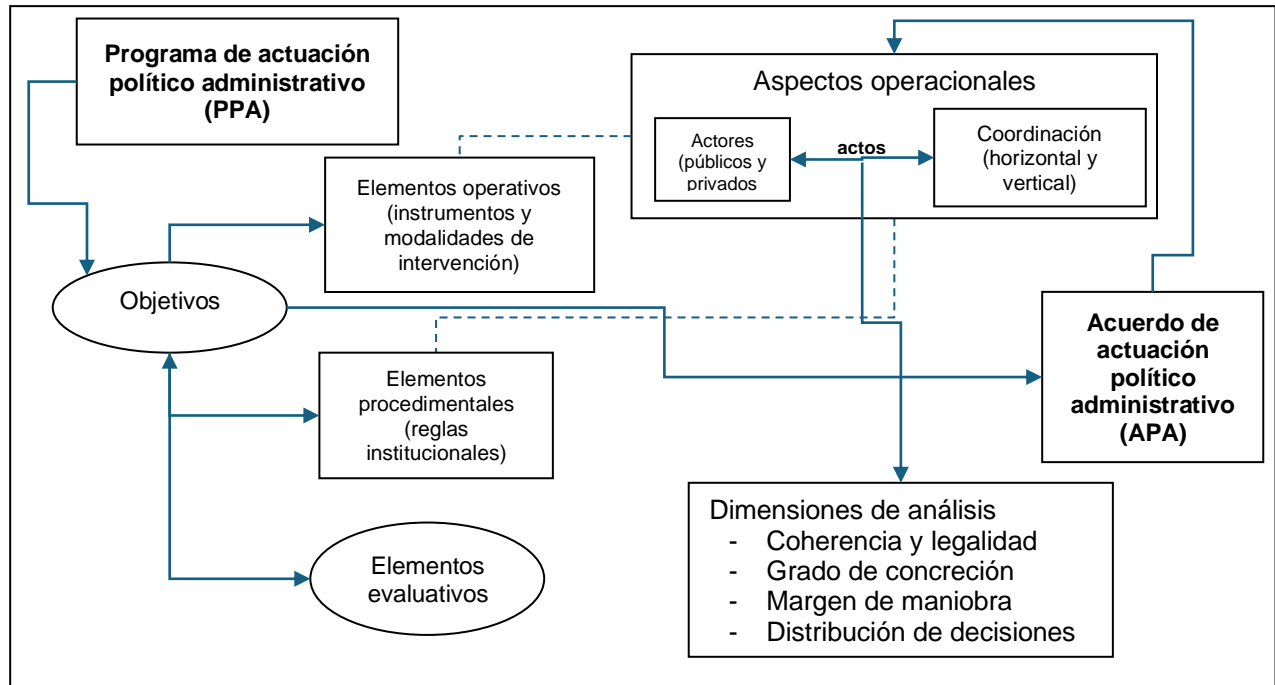 Programa de actuación
político administrativo
(PPA)
Aspectos operacionales
Actores
(públicos y
privados
actos
Coordinación
(horizontal y
vertical)
Elementos operativos
(instrumentos y
modalidades de
intervención)
Objetivos
Elementos
procedimentales
(reglas
institucionales)
Acuerdo de
actuación
político
administrativo
(APA)
Elementos
evaluativos
Dimensiones de análisis
- Coherencia y legalidad
- Grado de concreción
- Margen de maniobra
- Distribución de decisiones